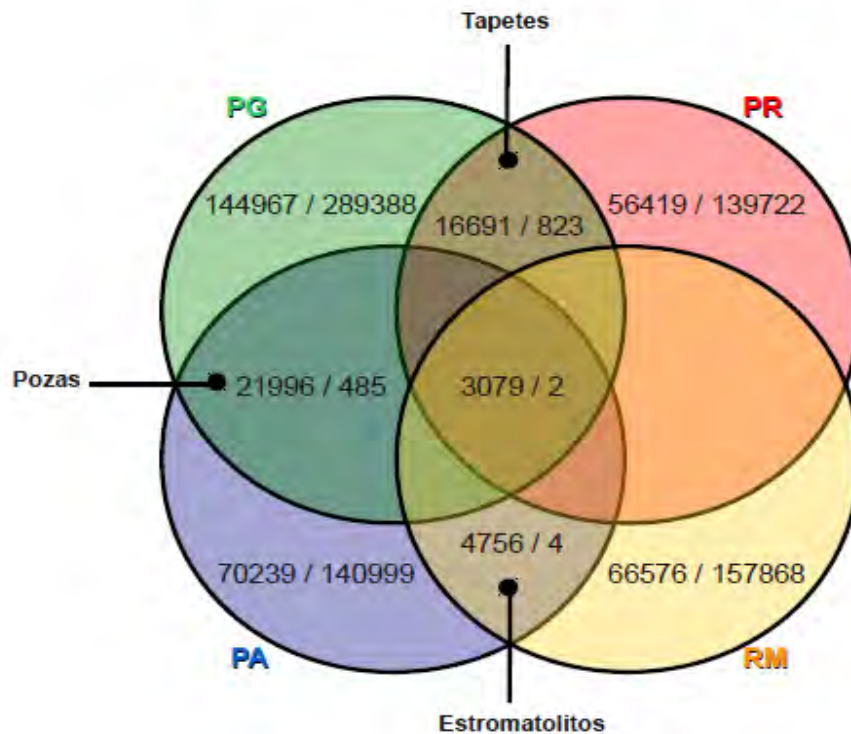 Tapetes
PG
PR
144967 / 289388
56419 / 139722
16691 / 823
Pozas
21996 / 485
3079 / 2
4756 / 4
70239 / 140999
66576 / 157868
PA
RM
Estromatolitos